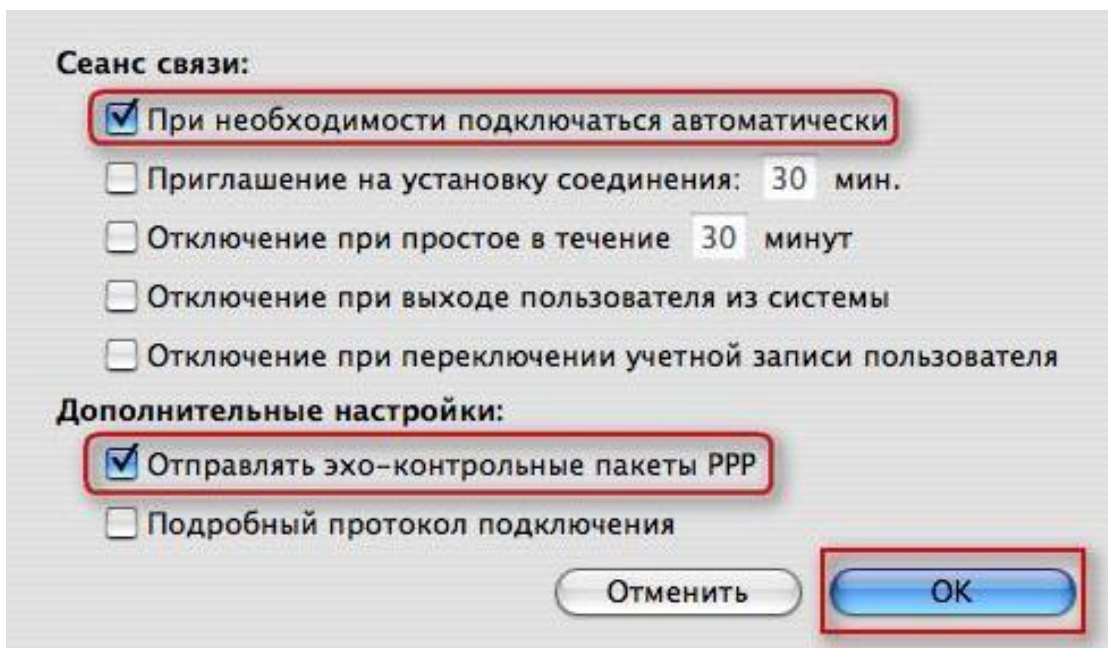 Сеанс связи:
При необходимости подключаться автоматически
Приглашение на установку соединения: 30 мин.
Отключение при простое в течение 30 минут
Отключение при выходе пользователя из системы
Отключение при переключении учетной записи пользователя
Дополнительные настройки:
Отправлять эхо-контрольные пакеты PPP
Подробный протокол подключения
Отменить OK